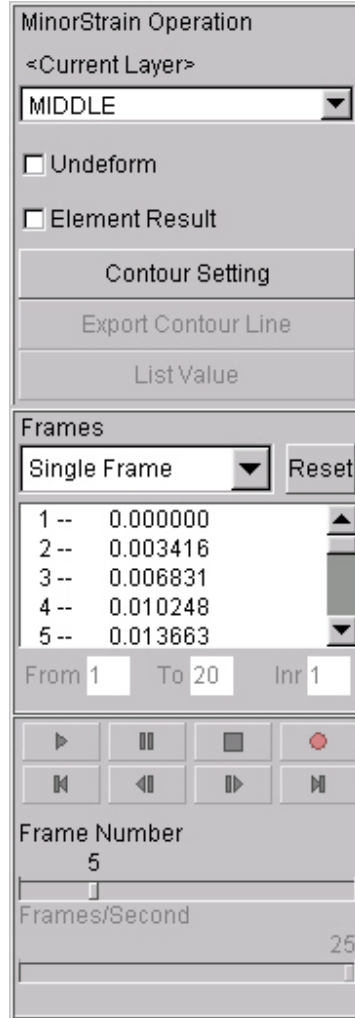 MinorStrain Operation
<Current Layer>
MIDDLE
Undeform
Element Result
Contour Setting
Export Contour Line
List Value
Frames
Single Frame Reset
1 -- 0.000000
2 -- 0.003416
3 -- 0.006831
4 -- 0.010248
5 -- 0.013663
From 1 To 20 Inr 1
Frame Number
5
Frames/Second
25